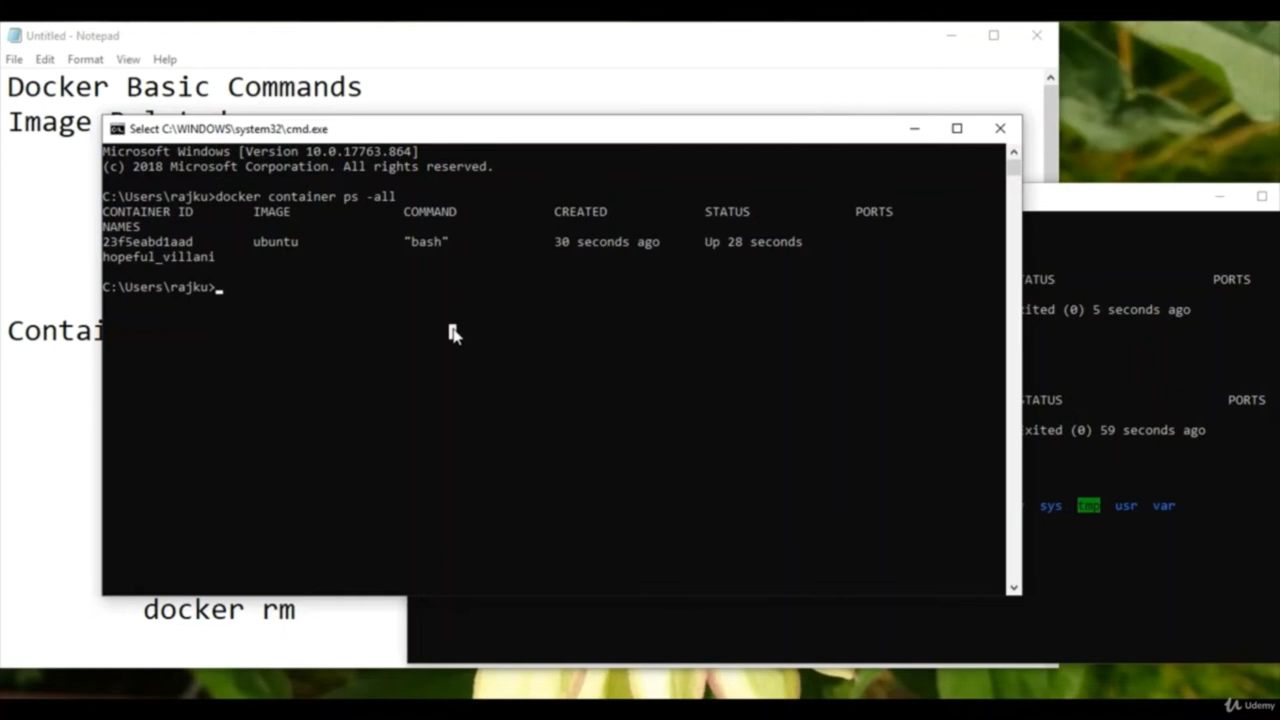 Untitled - Notepad
File Edit Format View Help
Docker Basic Commands
Image
Select C:\WINDOWS\system32\cmd.exe
Microsoft Windows [Version 10.0.17763.864]
(c) 2018 Microsoft Corporation. All rights reserved.
C:\Users\rajku>docker container ps -all
CONTAINER ID IMAGE COMMAND CREATED STATUS PORTS
NAMES
23f5eabd1aad ubuntu "bash" 30 seconds ago Up 28 seconds
hopeful_villani
C:\Users\rajku>
Contai
docker rm
TATUS PORTS
xited (0) 5 seconds ago
STATUS PORTS
Exited (0) 59 seconds ago
sys tmp usr var
Udemy